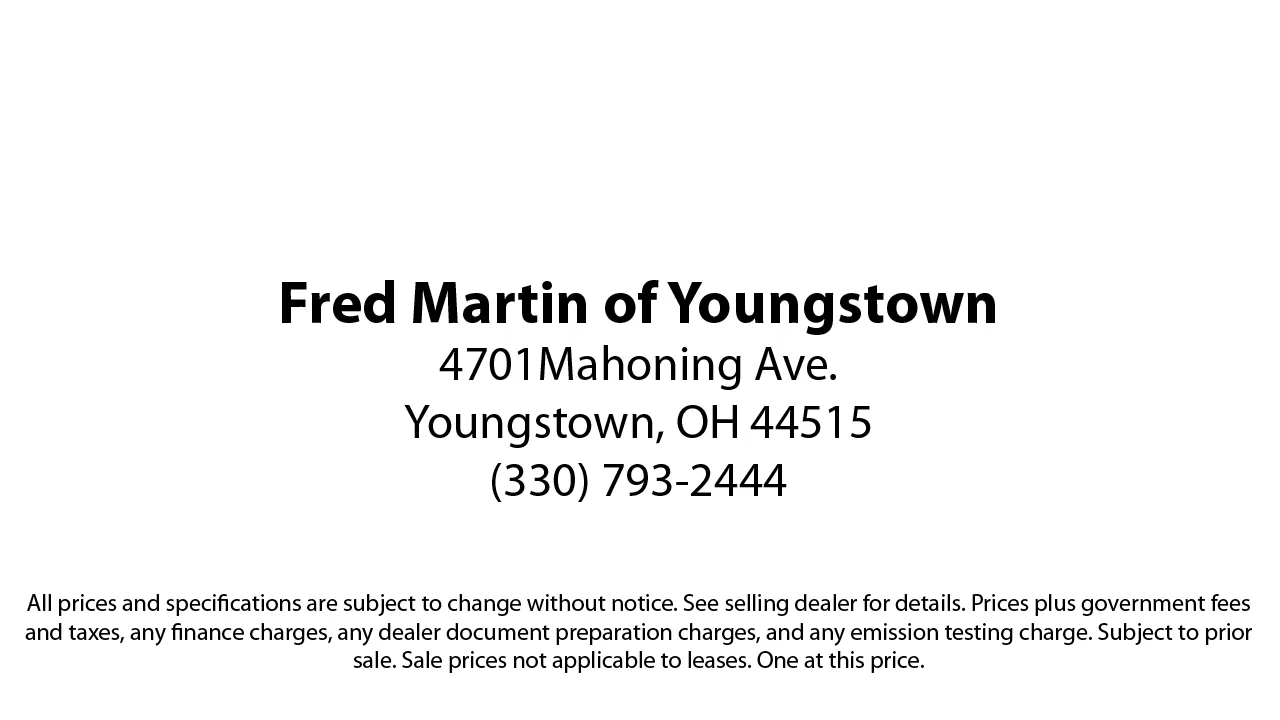 Fred Martin of Youngstown
4701Mahoning Ave.
Youngstown, OH 44515
(330) 793-2444
All prices and specifications are subject to change without notice. See selling dealer for details. Prices plus government fees
and taxes, any finance charges, any dealer document preparation charges, and any emission testing charge. Subject to prior
sale. Sale prices not applicable to leases. One at this price.